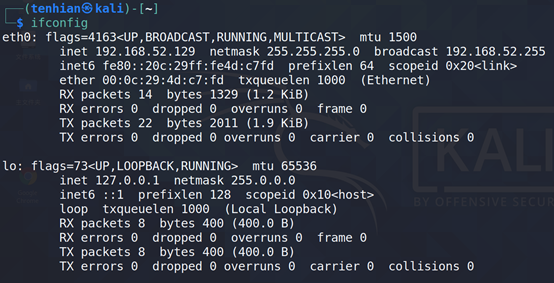 ┌──(tenhian㉿kali)-[~]
└─$ ifconfig
eth0: flags=4163<UP,BROADCAST,RUNNING,MULTICAST>  mtu 1500
        inet 192.168.52.129  netmask 255.255.255.0  broadcast 192.168.52.255
        inet6 fe80::20c:29ff:fe4d:c7fd  prefixlen 64  scopeid 0x20<link>
        ether 00:0c:29:4d:c7:fd  txqueuelen 1000  (Ethernet)
        RX packets 14  bytes 1329 (1.2 KiB)
        RX errors 0  dropped 0  overruns 0  frame 0
        TX packets 22  bytes 2011 (1.9 KiB)
        TX errors 0  dropped 0 overruns 0  carrier 0  collisions 0

lo: flags=73<UP,LOOPBACK,RUNNING>  mtu 65536
        inet 127.0.0.1  netmask 255.0.0.0
        inet6 ::1  prefixlen 128  scopeid 0x10<host>
        loop  txqueuelen 1000  (Local Loopback)
        RX packets 8  bytes 400 (400.0 B)
        RX errors 0  dropped 0  overruns 0  frame 0
        TX packets 8  bytes 400 (400.0 B)
        TX errors 0  dropped 0 overruns 0  carrier 0  collisions 0
KALI
BY OFFENSIVE SECUR